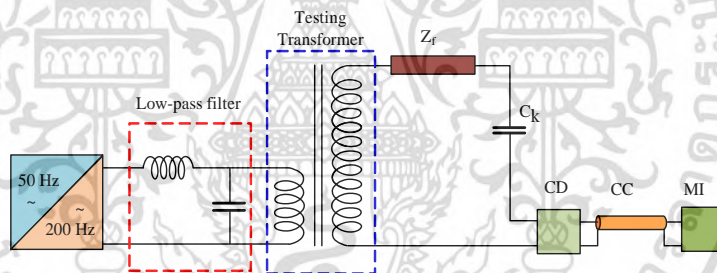 Testing
Transformer
Z_f
Low-pass filter
C_k
50 Hz
~
~
200 Hz
CD
CC
MI